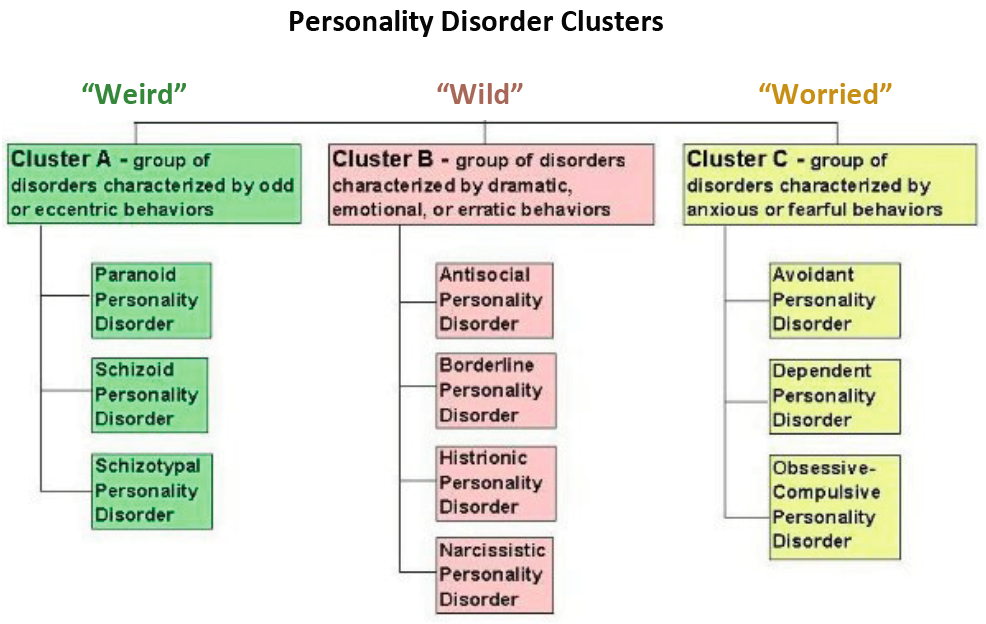 Personality Disorder Clusters
“Weird”
“Wild”
“Worried”
Cluster A - group of
disorders characterized by odd
or eccentric behaviors
Paranoid
Personality
Disorder
Schizoid
Personality
Disorder
Schizotypal
Personality
Disorder
Cluster B - group of disorders
characterized by dramatic,
emotional, or erratic behaviors
Antisocial
Personality
Disorder
Borderline
Personality
Disorder
Histrionic
Personality
Disorder
Narcissistic
Personality
Disorder
Cluster C - group of
disorders characterized by
anxious or fearful behaviors
Avoidant
Personality
Disorder
Dependent
Personality
Disorder
Obsessive-
Compulsive
Personality
Disorder